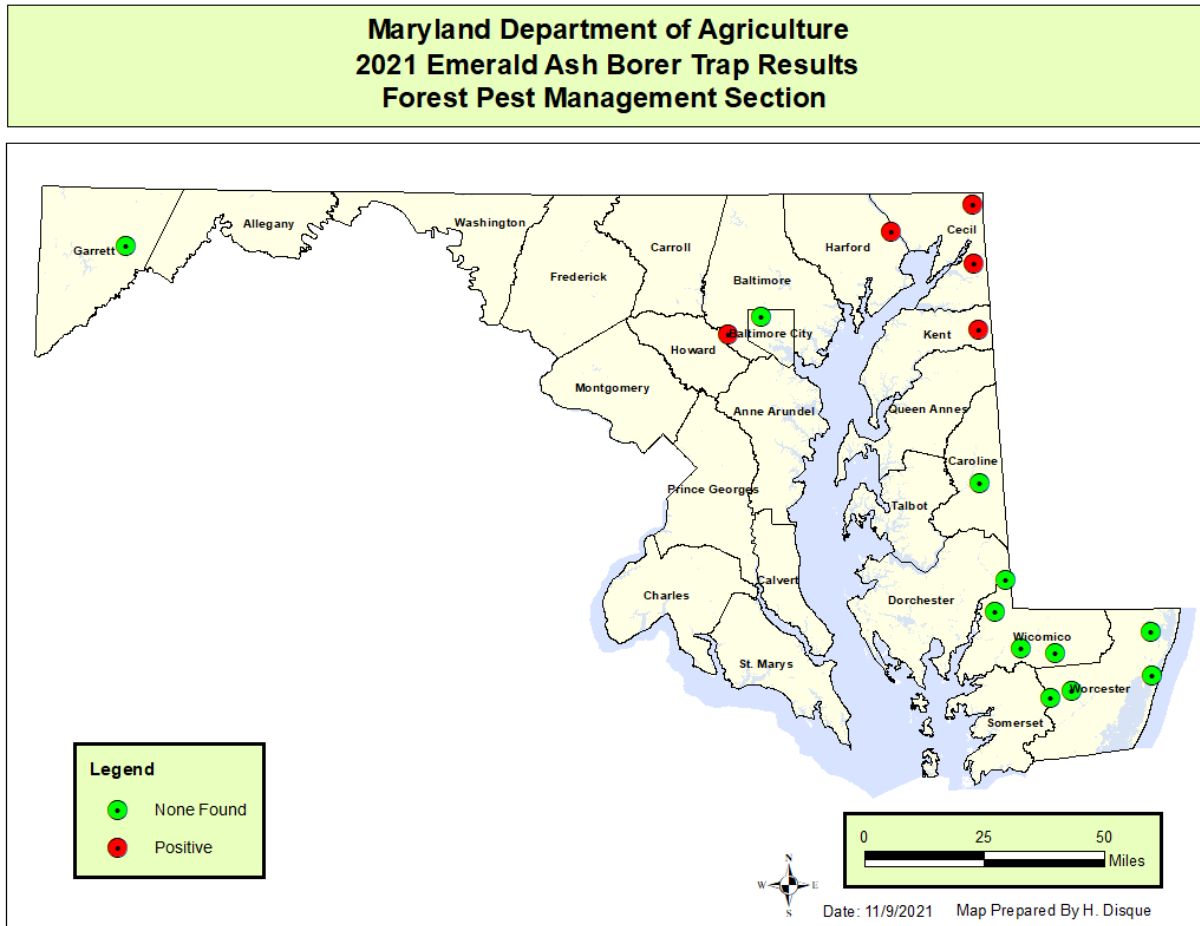 Maryland Department of Agriculture
2021 Emerald Ash Borer Trap Results
Forest Pest Management Section
Garrett
Allegany
Washington
Frederick
Carroll
Baltimore
Harford
Cecil
Baltimore City
Howard
Kent
Montgomery
Anne Arundel
Queen Annes
Prince Georges
Caroline
Talbot
Charles
Calvert
Dorchester
St. Marys
Wicomico
Worcester
Somerset
Legend
None Found
Positive
0 25 50
Miles
N
W E
S
Date: 11/9/2021 Map Prepared By H. Disque